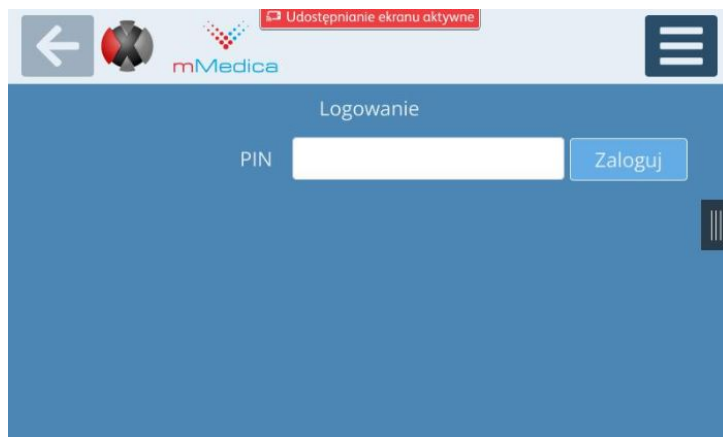 Udostępnianie ekranu aktywne
mMedica
Logowanie
PIN
Zaloguj